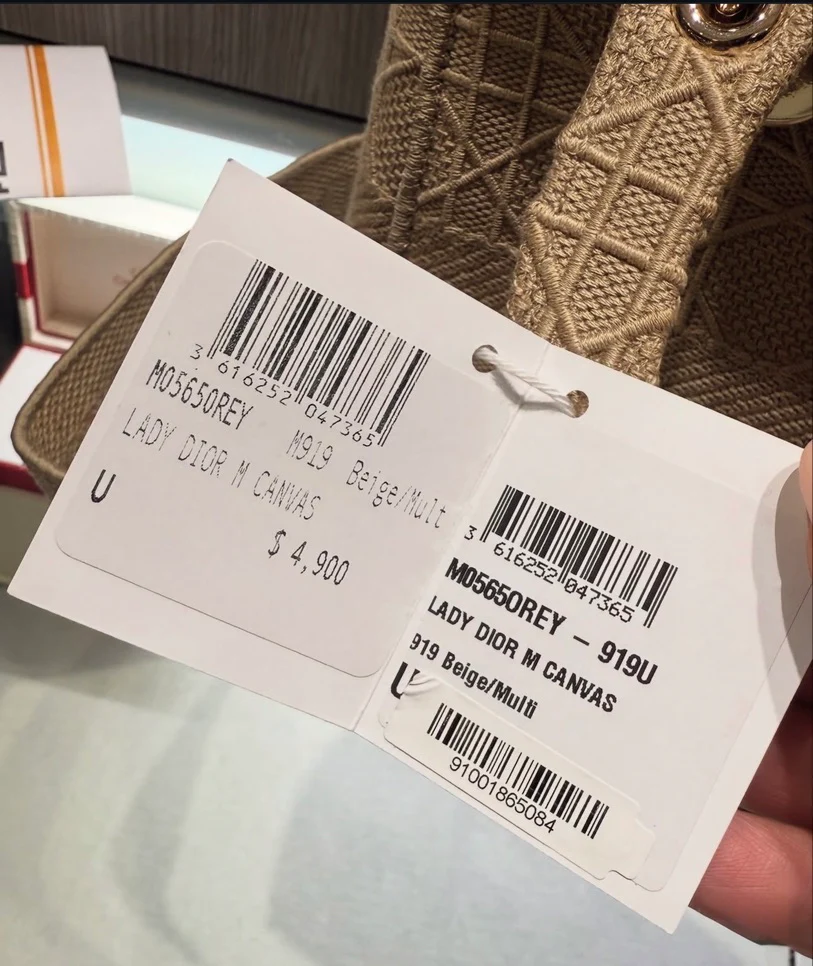 3 616252 047365
M0565OREY M919 Beige/Mult
LADY DIOR M CANVAS
U
$ 4,900
3 616252 047365
M0565OREY – 919U
LADY DIOR M CANVAS
919 Beige/Multi
U
91001865084